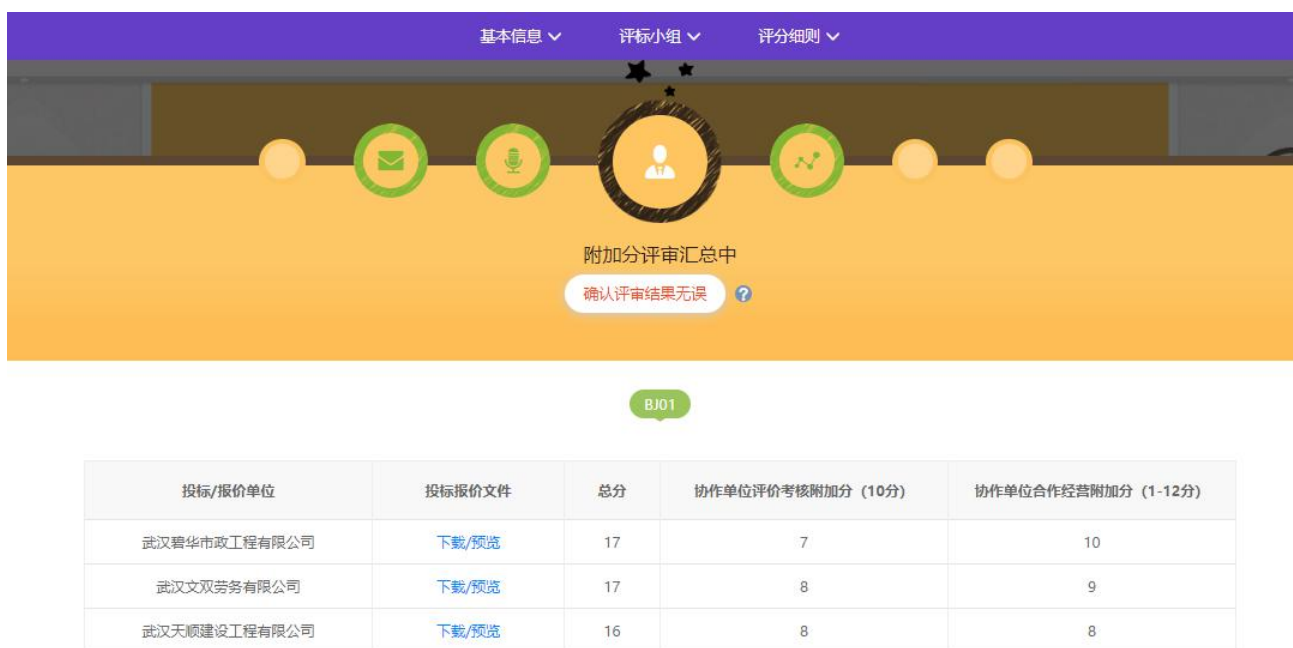 基本信息 评标小组 评分细则
附加分评审汇总中
确认评审结果无误 ?
BJ01
投标/报价单位 投标报价文件 总分 协作单位评价考核附加分（10分） 协作单位合作经营附加分（1-12分）
武汉碧华市政工程有限公司 下载/预览 17 7 10
武汉文双劳务有限公司 下载/预览 17 8 9
武汉天顺建设工程有限公司 下载/预览 16 8 8